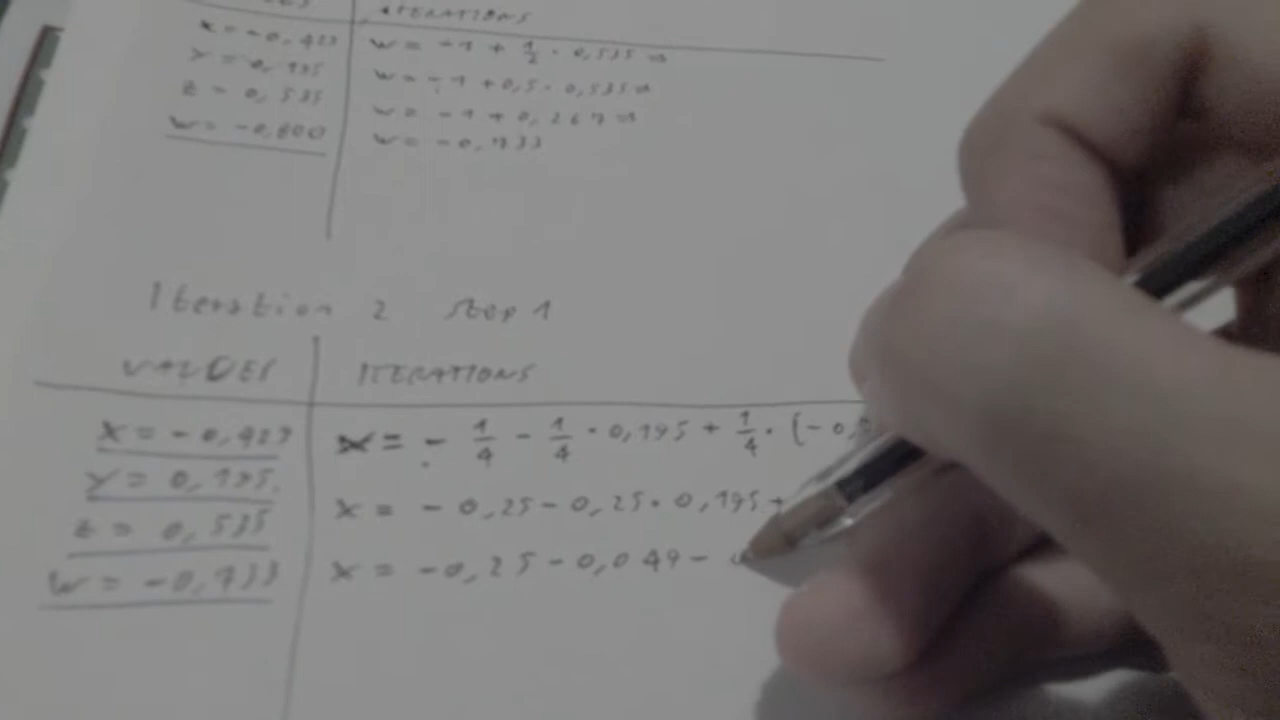 ITERATIONS
x = -0,423
w = -1 + 1/2 · 0,535 ⇒
y = 0,195
w = -1 + 0,5 · 0,535 ⇒
z = 0,535
w = -1 + 0,267 ⇒
w = -0,800
w = -0,733
Iteration 2 Step 1
VALUES ITERATIONS
x = -0,423
x = - 1/4 - 1/4 · 0,195 + 1/4 · (-0,
y = 0,195
x = -0,25 - 0,25 · 0,195 +
z = 0,535
x = -0,25 - 0,049 -
w = -0,733